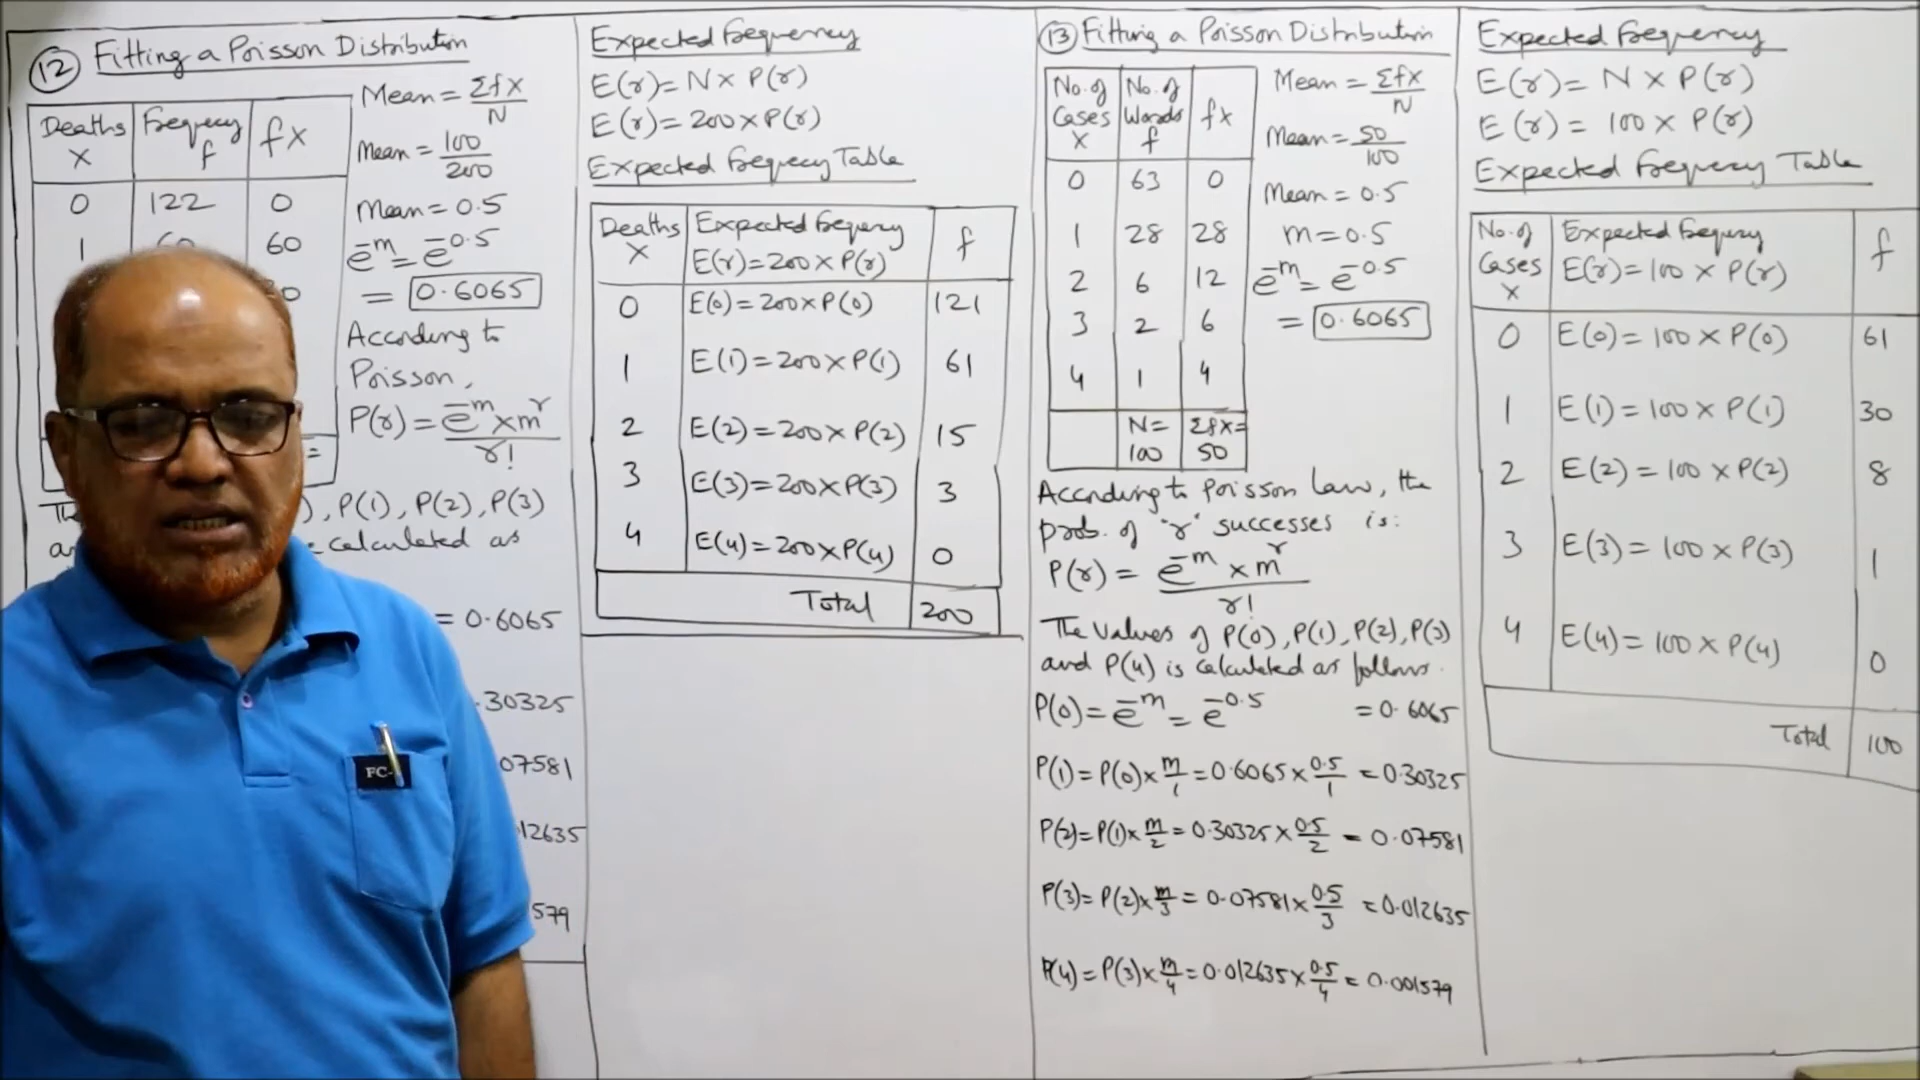 12 Fitting a Poisson Distribution
Deaths X | Frequecy f | fX
0 | 122 | 0
1 | 60 | 60
Mean = ΣfX / N
Mean = 100 / 200
Mean = 0.5
e^-m = e^-0.5
= 0.6065
According to
Poisson,
P(r) = e^-m × m^r / r!
, P(1), P(2), P(3)
calculated as
= 0.6065
.30325
07581
12635
579
Expected frequency
E(r) = N × P(r)
E(r) = 200 × P(r)
Expected frequecy Table
Deaths X | Expected frequecy E(r) = 200 × P(r) | f
0 | E(0) = 200 × P(0) | 121
1 | E(1) = 200 × P(1) | 61
2 | E(2) = 200 × P(2) | 15
3 | E(3) = 200 × P(3) | 3
4 | E(4) = 200 × P(4) | 0
Total | 200
13 Fitting a Poisson Distribution
No. of Cases X | No. of Words f | fx
0 | 63 | 0
1 | 28 | 28
2 | 6 | 12
3 | 2 | 6
4 | 1 | 4
N = 100 | Σfx = 50
Mean = ΣfX / N
Mean = 50 / 100
Mean = 0.5
m = 0.5
e^-m = e^-0.5
= 0.6065
According to Poisson Law, the
prob. of "r" successes is:
P(r) = e^-m × m^r / r!
The values of P(0), P(1), P(2), P(3)
and P(4) is calculated as follows.
P(0) = e^-m = e^-0.5 = 0.6065
P(1) = P(0) × m/1 = 0.6065 × 0.5/1 = 0.30325
P(2) = P(1) × m/2 = 0.30325 × 0.5/2 = 0.07581
P(3) = P(2) × m/3 = 0.07581 × 0.5/3 = 0.012635
P(4) = P(3) × m/4 = 0.012635 × 0.5/4 = 0.001579
Expected frequency
E(r) = N × P(r)
E(r) = 100 × P(r)
Expected frequecy Table
No. of Cases X | Expected frequecy E(r) = 100 × P(r) | f
0 | E(0) = 100 × P(0) | 61
1 | E(1) = 100 × P(1) | 30
2 | E(2) = 100 × P(2) | 8
3 | E(3) = 100 × P(3) | 1
4 | E(4) = 100 × P(4) | 0
Total | 100
FC-